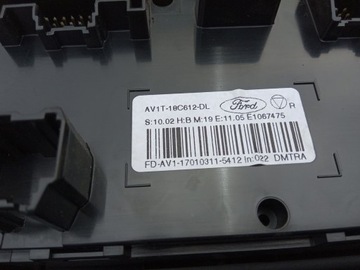 AV1T-18C612-DL Ford R
S:10.02 H:B M:19 E:11.05 E1067475
FD-AV1-17010311-5412 In:022 DMTRA